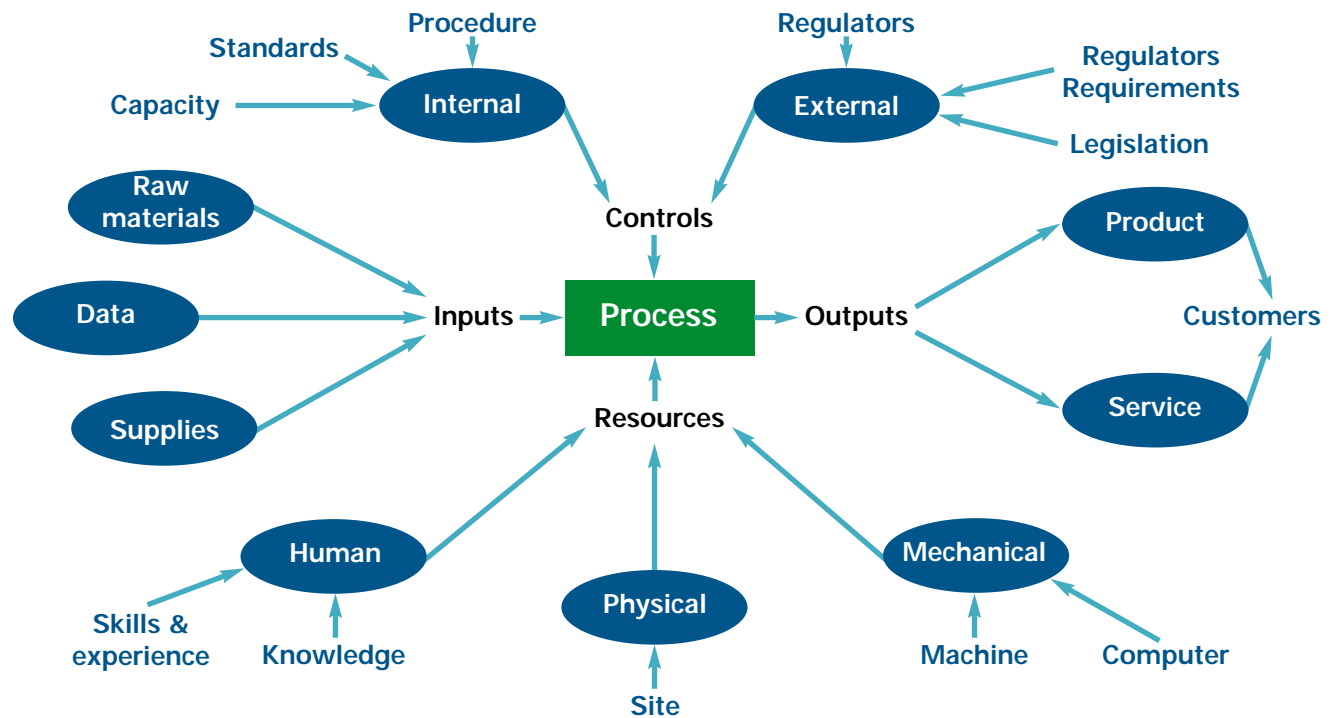 Procedure
Regulators
Standards
Regulators
Requirements
Capacity
Internal
External
Legislation
Raw
materials
Controls
Product
Data
Inputs
Process
Outputs
Customers
Supplies
Resources
Service
Human
Physical
Mechanical
Skills &
experience
Knowledge
Machine
Computer
Site